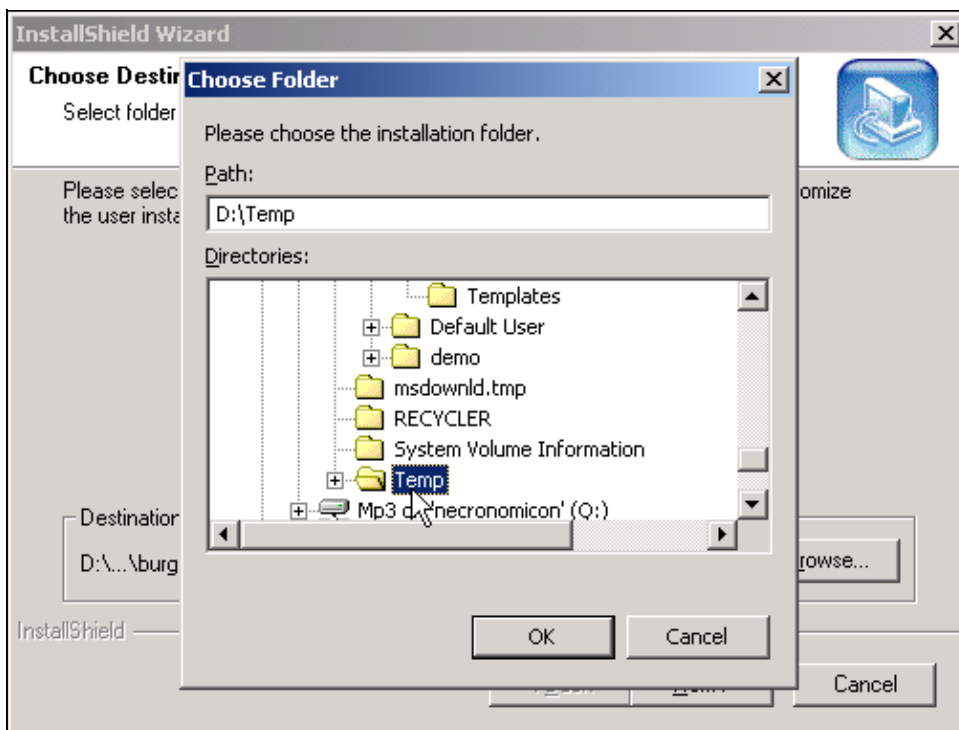 InstallShield Wizard
Choose Destin
Select folder
Please selec
omize
the user insta
Choose Folder
Please choose the installation folder.
Path:
D:\Temp
Directories:
Templates
Default User
demo
msdownld.tmp
RECYCLER
System Volume Information
Temp
Mp3 'necronomicon' (Q:)
Destination
D:\...\burg
rowse...
InstallShield
OK
Cancel
Cancel